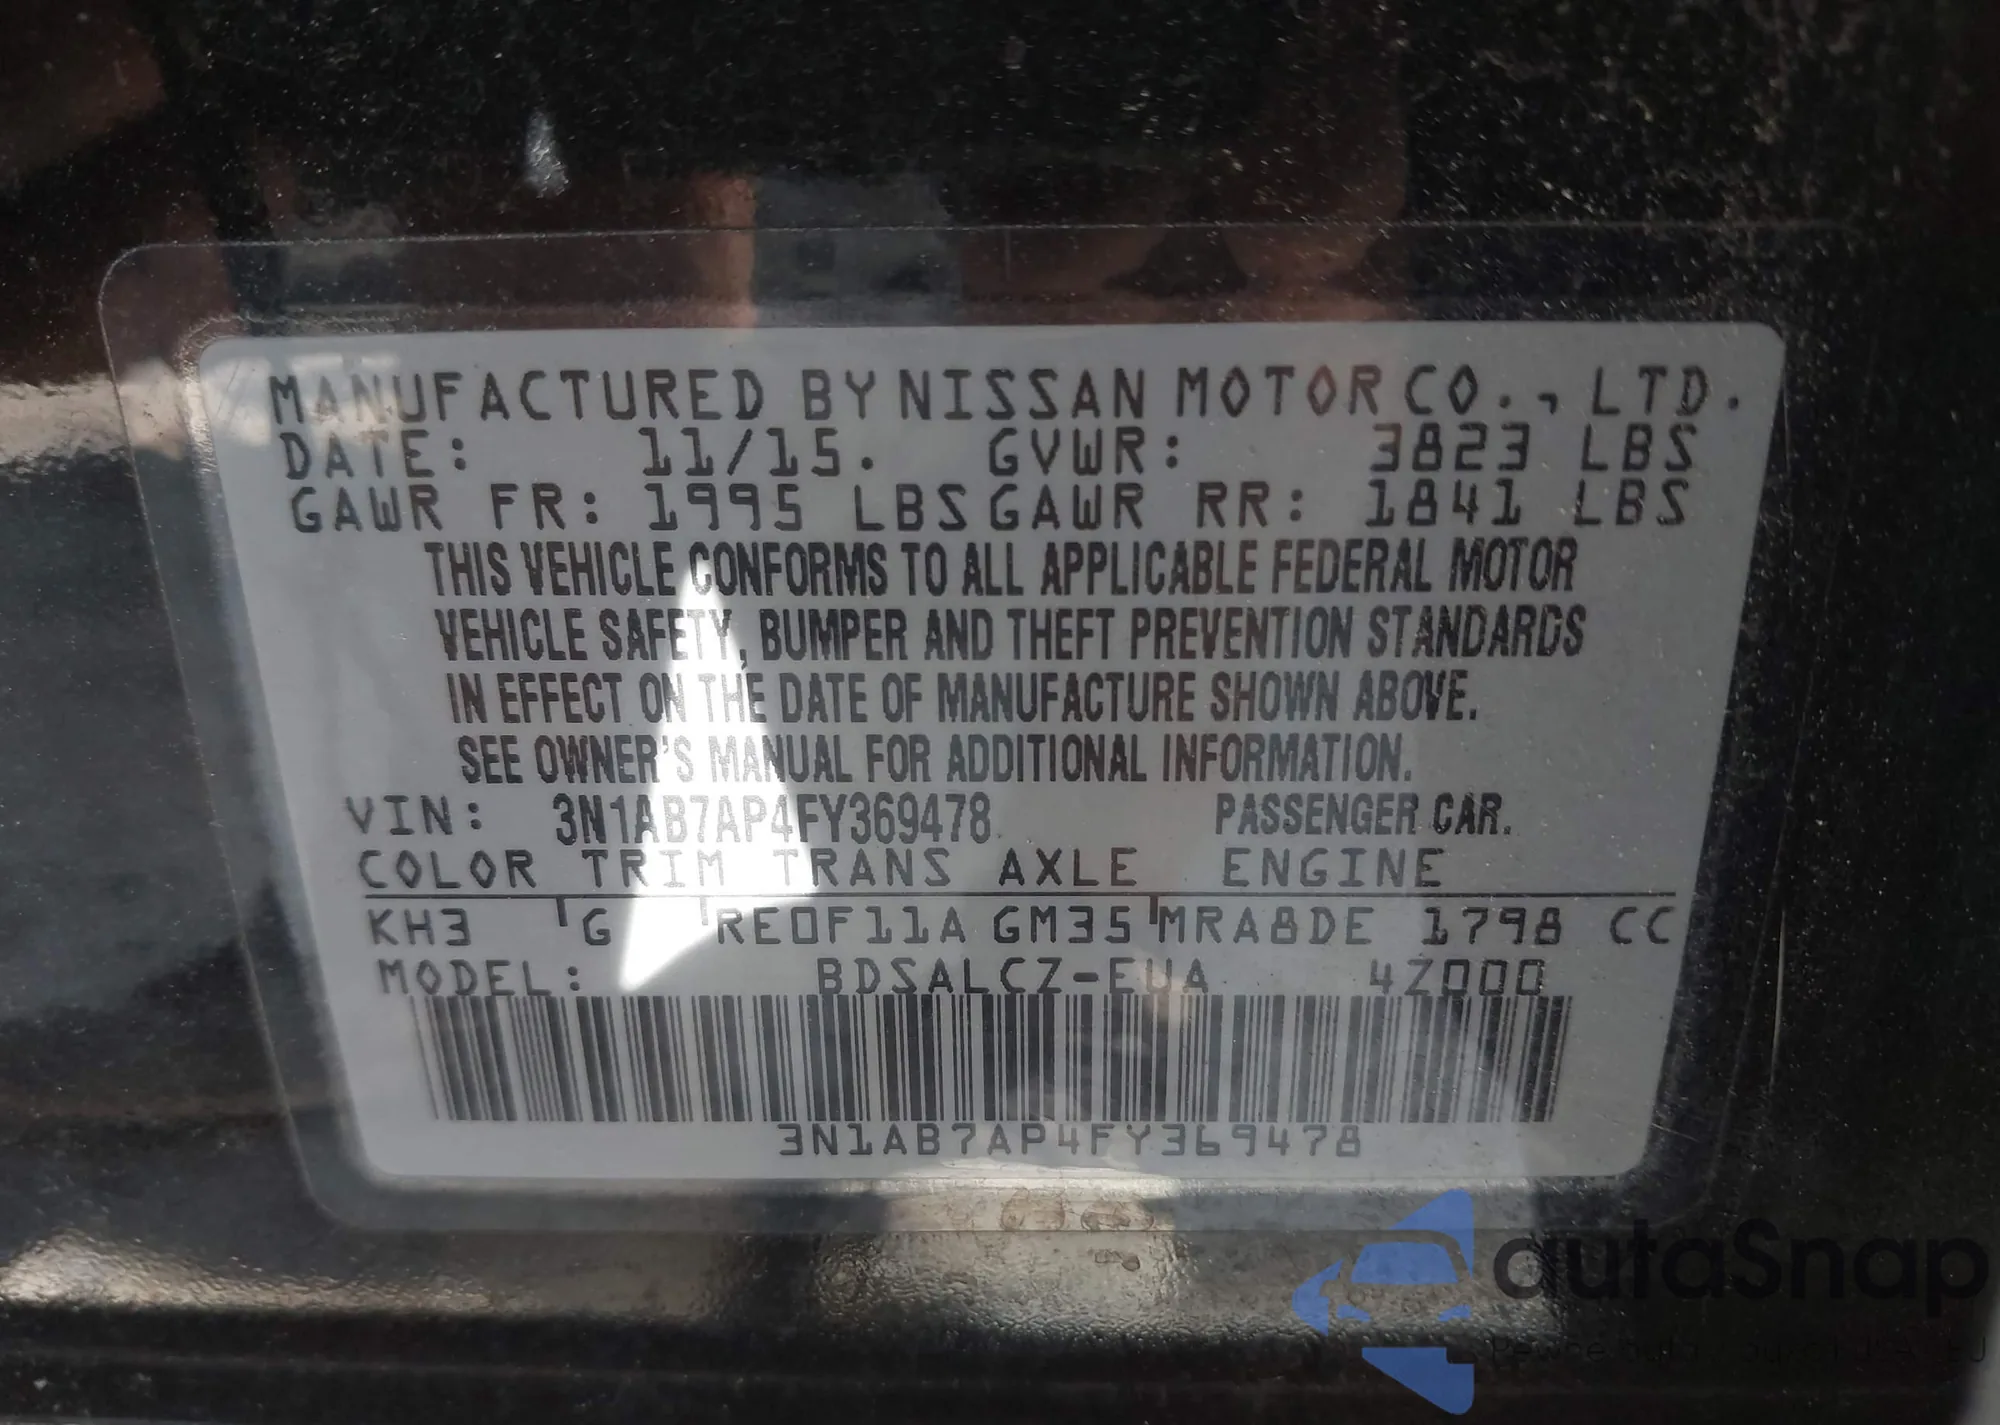 MANUFACTURED BY NISSAN MOTOR CO., LTD.
DATE: 11/15. GVWR: 3823 LBS
GAWR FR: 1995 LBS GAWR RR: 1841 LBS
THIS VEHICLE CONFORMS TO ALL APPLICABLE FEDERAL MOTOR
VEHICLE SAFETY, BUMPER AND THEFT PREVENTION STANDARDS
IN EFFECT ON THE DATE OF MANUFACTURE SHOWN ABOVE.
SEE OWNER'S MANUAL FOR ADDITIONAL INFORMATION.
VIN: 3N1AB7AP4FY369478 PASSENGER CAR.
COLOR TRIM TRANS AXLE ENGINE
KH3 G RE0F11A GM35 MRA8DE 1798 CC
MODEL: BDSALCZ-EUA 4Z000
3N1AB7AP4FY369478
autaSnap